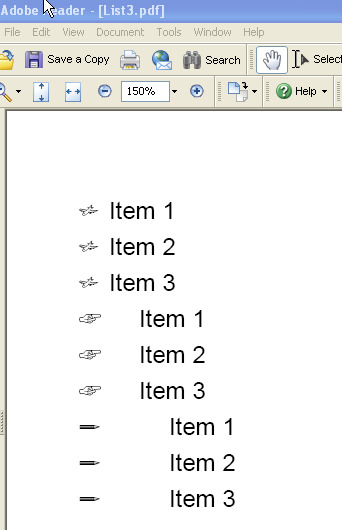 Adobe Reader - [List3.pdf]
File Edit View Document Tools Window Help
Save a Copy Search Select
150% Help
Item 1
Item 2
Item 3
Item 1
Item 2
Item 3
Item 1
Item 2
Item 3